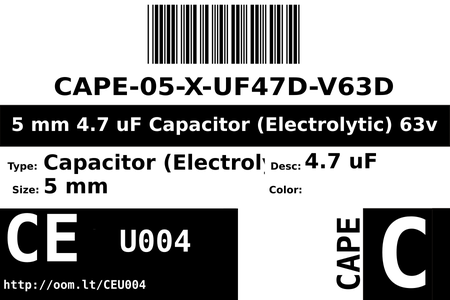 CAPE-05-X-UF47D-V63D
5 mm 4.7 uF Capacitor (Electrolytic) 63v
Type: Capacitor (Electroly Desc: 4.7 uF
Size: 5 mm Color:
CE U004 CAPE C
http://oom.lt/CEU004